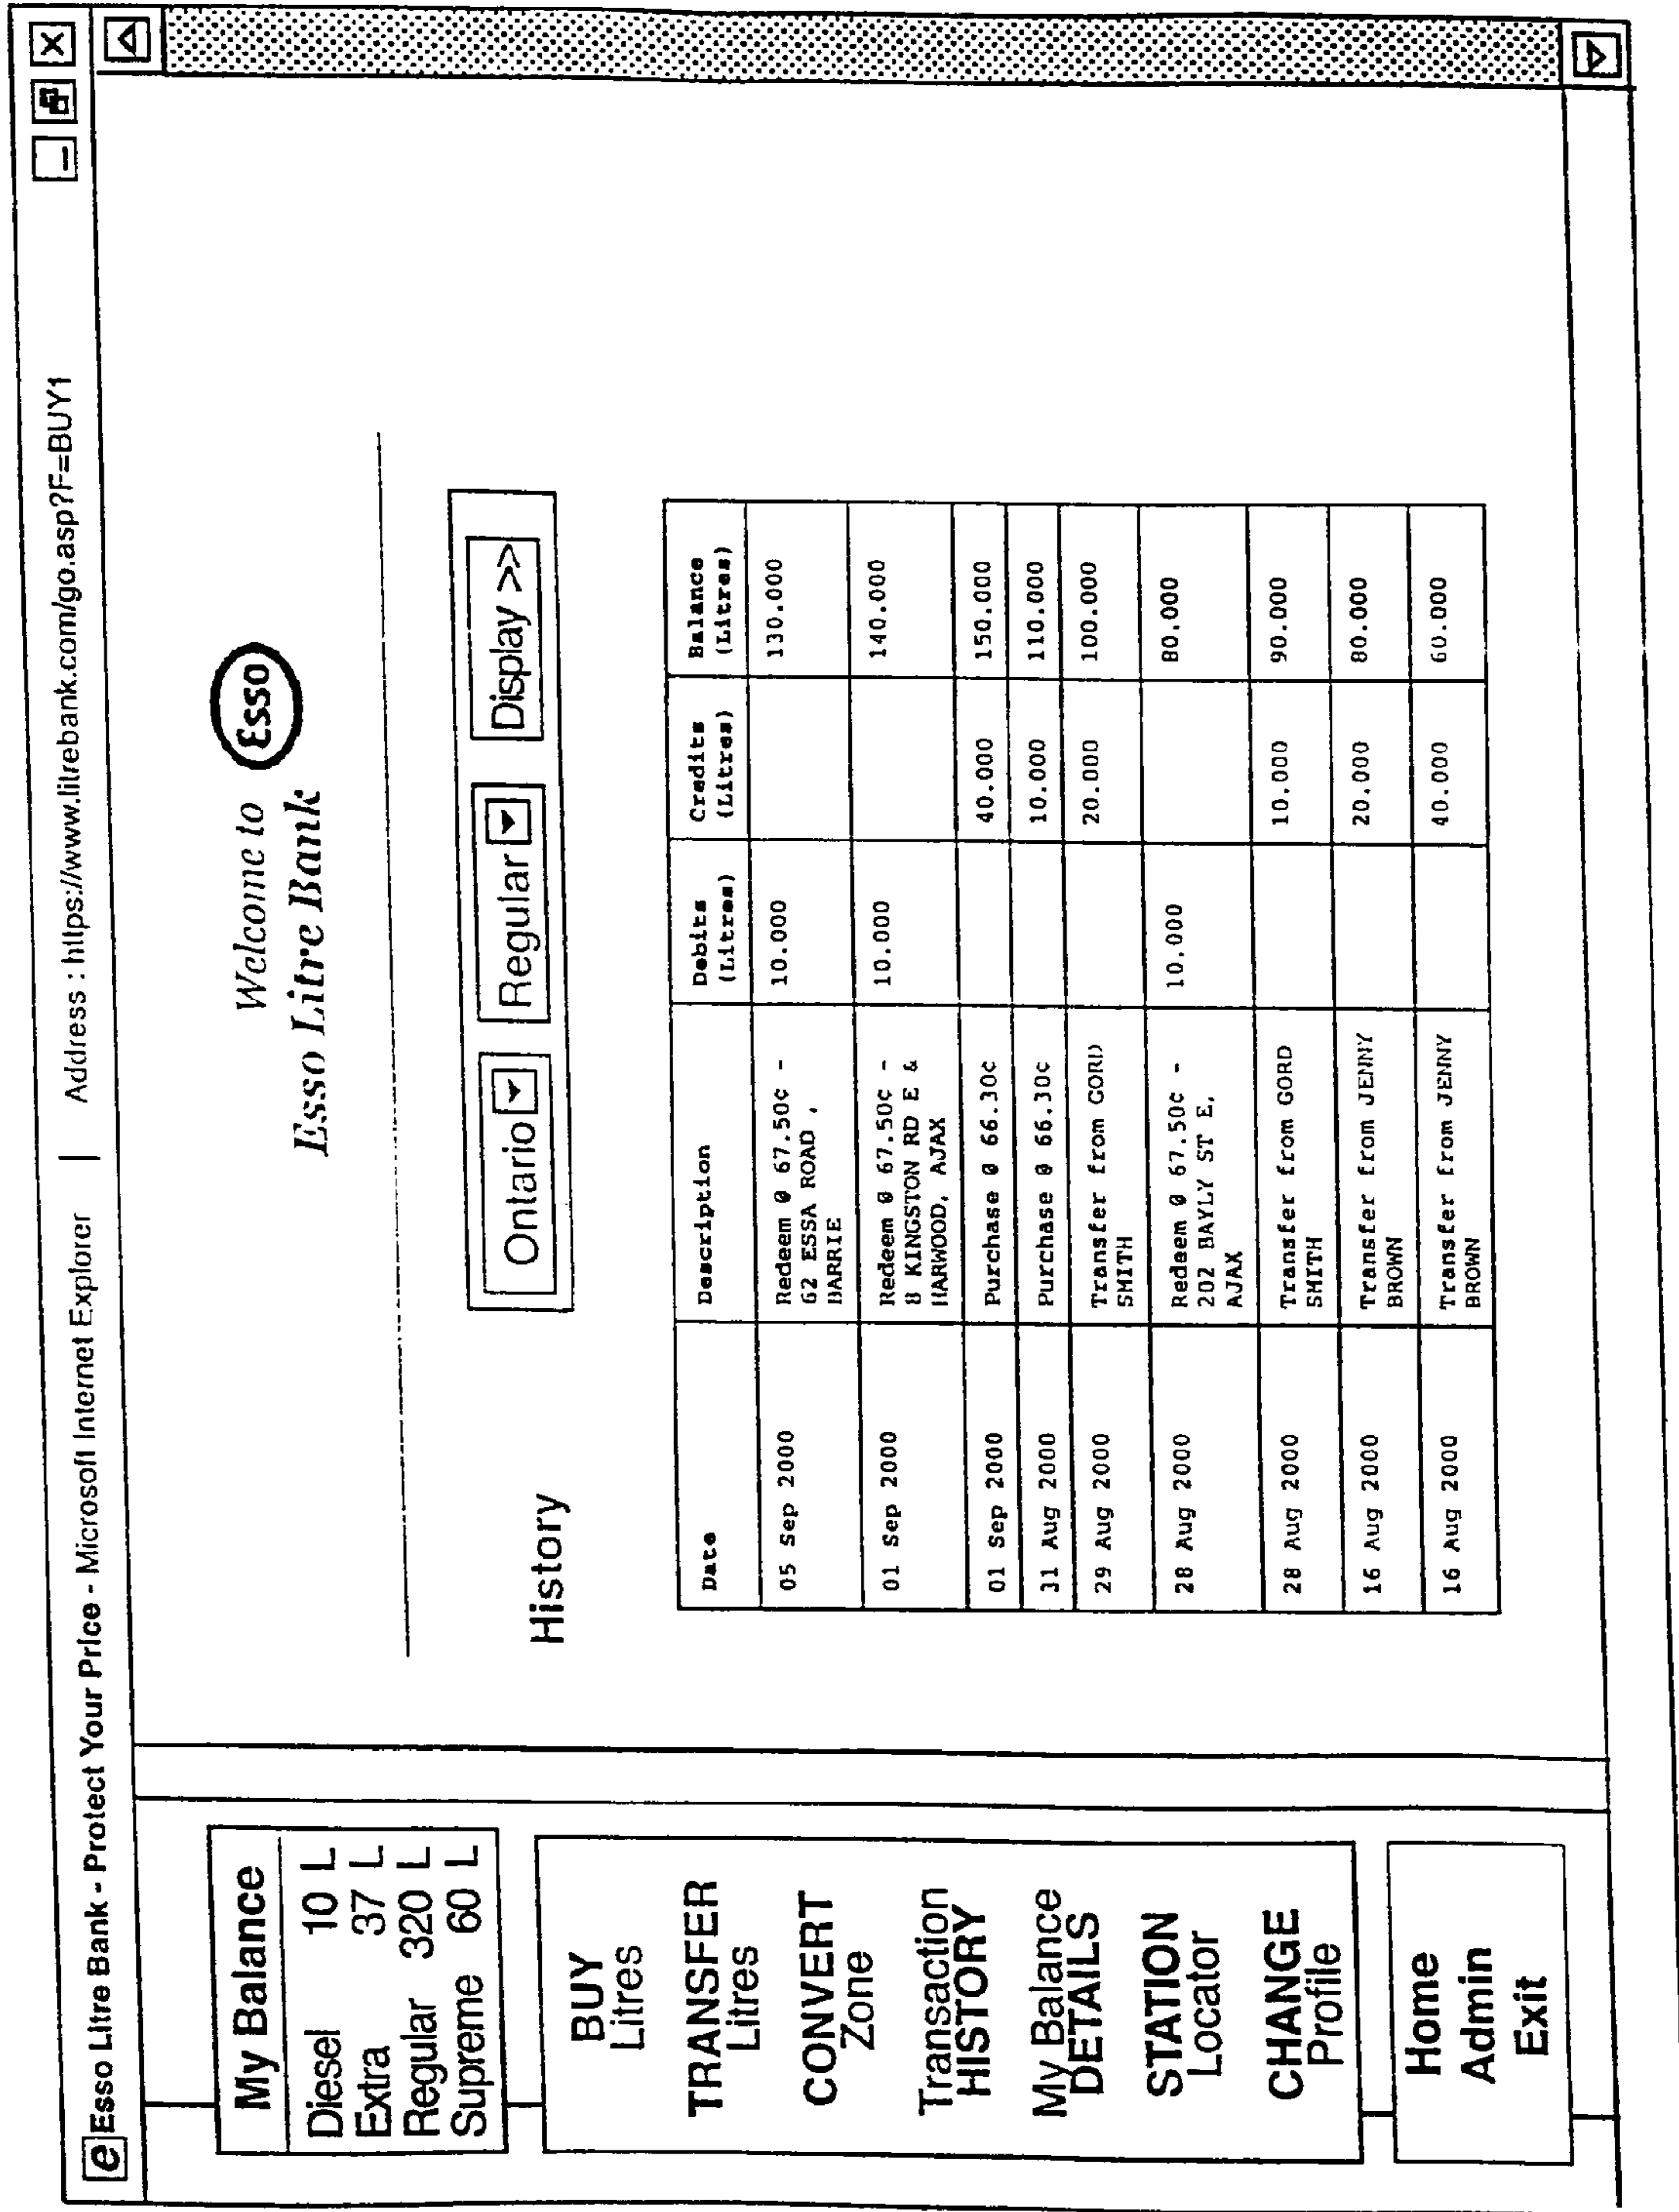 Esso Litre Bank - Protect Your Price - Microsoft Internet Explorer | Address : https://www.litrebank.com/go.asp?F=BUY1
My Balance
Diesel 10 L
Extra 37 L
Regular 320 L
Supreme 60 L
BUY
Litres
TRANSFER
Litres
CONVERT
Zone
Transaction
HISTORY
My Balance
DETAILS
STATION
Locator
CHANGE
Profile
Home
Admin
Exit
Welcome to
Esso Litre Bank
Esso
History
Ontario Regular Display >>
Date Description Debits Credits Balance
(Litres) (Litres) (Litres)
05 Sep 2000 Redeem @ 67.50¢ - 10.000 130.000
62 ESSA ROAD ,
BARRIE
01 Sep 2000 Redeem @ 67.50¢ - 10.000 140.000
8 KINGSTON RD E &
HARWOOD, AJAX
01 Sep 2000 Purchase @ 66.30¢ 40.000 150.000
31 Aug 2000 Purchase @ 66.30¢ 10.000 110.000
29 Aug 2000 Transfer from GORD 20.000 100.000
SMITH
28 Aug 2000 Redeem @ 67.50¢ - 10.000 80.000
202 BAYLY ST E,
AJAX
28 Aug 2000 Transfer from GORD 10.000 90.000
SMITH
16 Aug 2000 Transfer from JENNY 20.000 80.000
BROWN
16 Aug 2000 Transfer from JENNY 40.000 60.000
BROWN